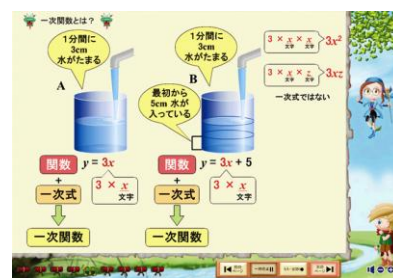 一次関数とは？
1分間に
3cm
水がたまる
A
1分間に
3cm
水がたまる
B
最初から
5cm 水が
入っている
3 × x × x 3x²
文字 文字
3 × x × z 3xz
文字 文字
一次式ではない
関数 y = 3x
+
一次式 3 × x
文字
一次関数
関数 y = 3x + 5
+
一次式 3 × x
文字
一次関数